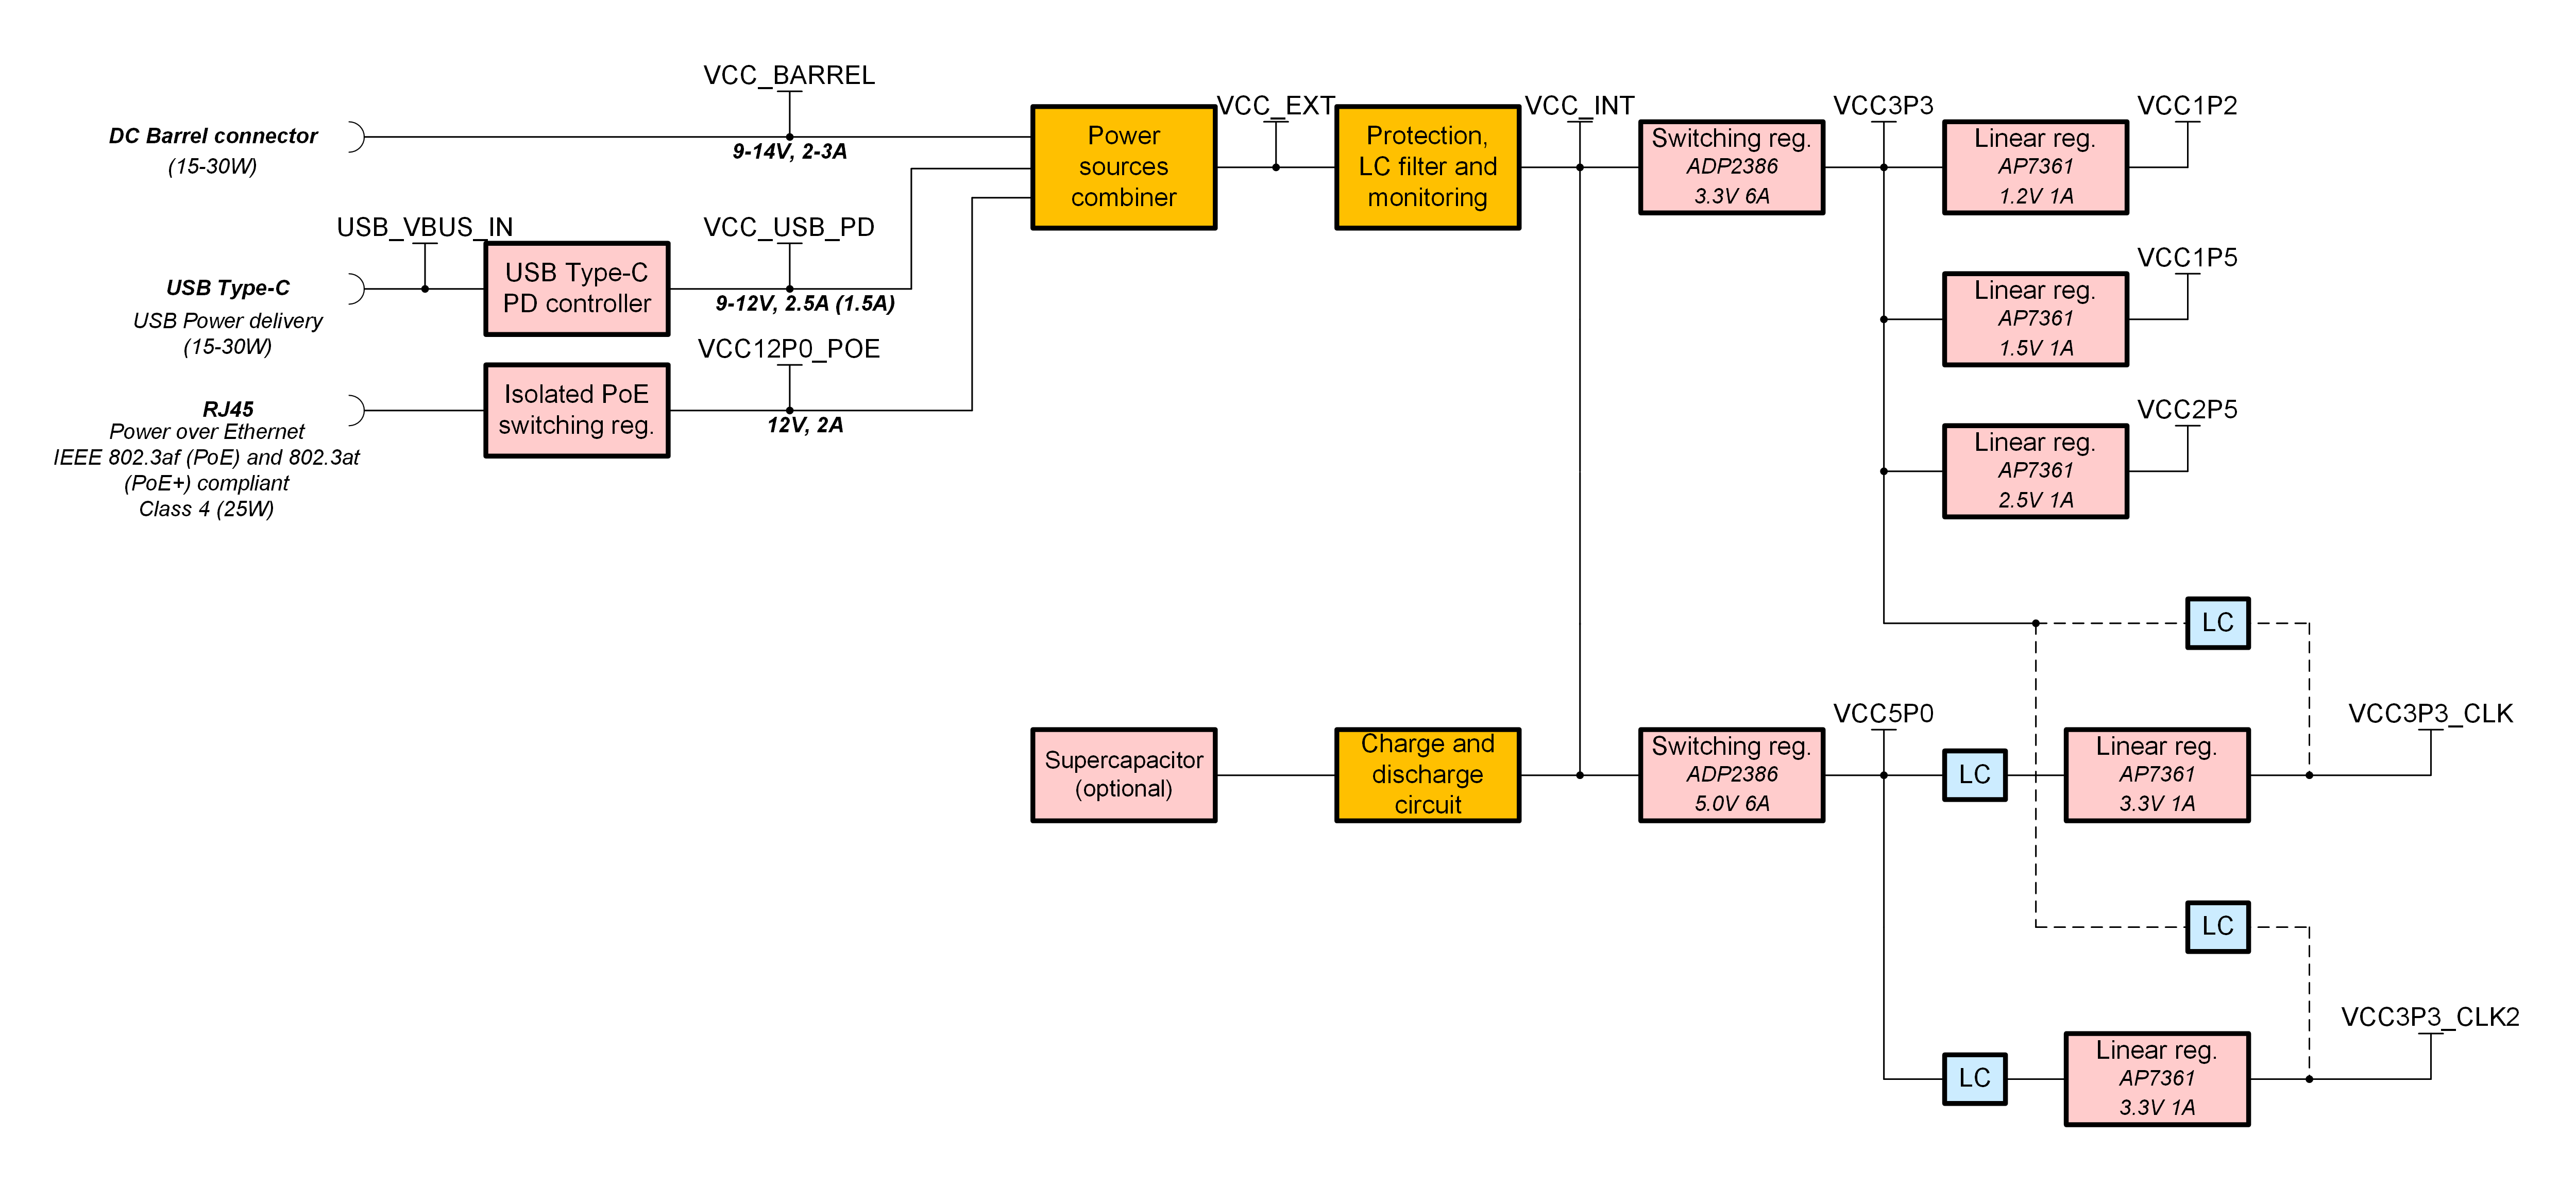 VCC_BARREL
DC Barrel connector
(15-30W)
9-14V, 2-3A
USB_VBUS_IN
VCC_USB_PD
USB Type-C
USB Power delivery
(15-30W)
USB Type-C
PD controller
9-12V, 2.5A (1.5A)
VCC12P0_POE
RJ45
Power over Ethernet
IEEE 802.3af (PoE) and 802.3at
(PoE+) compliant
Class 4 (25W)
Isolated PoE
switching reg.
12V, 2A
Power
sources
combiner
VCC_EXT
Protection,
LC filter and
monitoring
VCC_INT
Switching reg.
ADP2386
3.3V 6A
VCC3P3
Linear reg.
AP7361
1.2V 1A
VCC1P2
Linear reg.
AP7361
1.5V 1A
VCC1P5
Linear reg.
AP7361
2.5V 1A
VCC2P5
LC
Supercapacitor
(optional)
Charge and
discharge
circuit
Switching reg.
ADP2386
5.0V 6A
VCC5P0
LC
Linear reg.
AP7361
3.3V 1A
VCC3P3_CLK
LC
LC
Linear reg.
AP7361
3.3V 1A
VCC3P3_CLK2